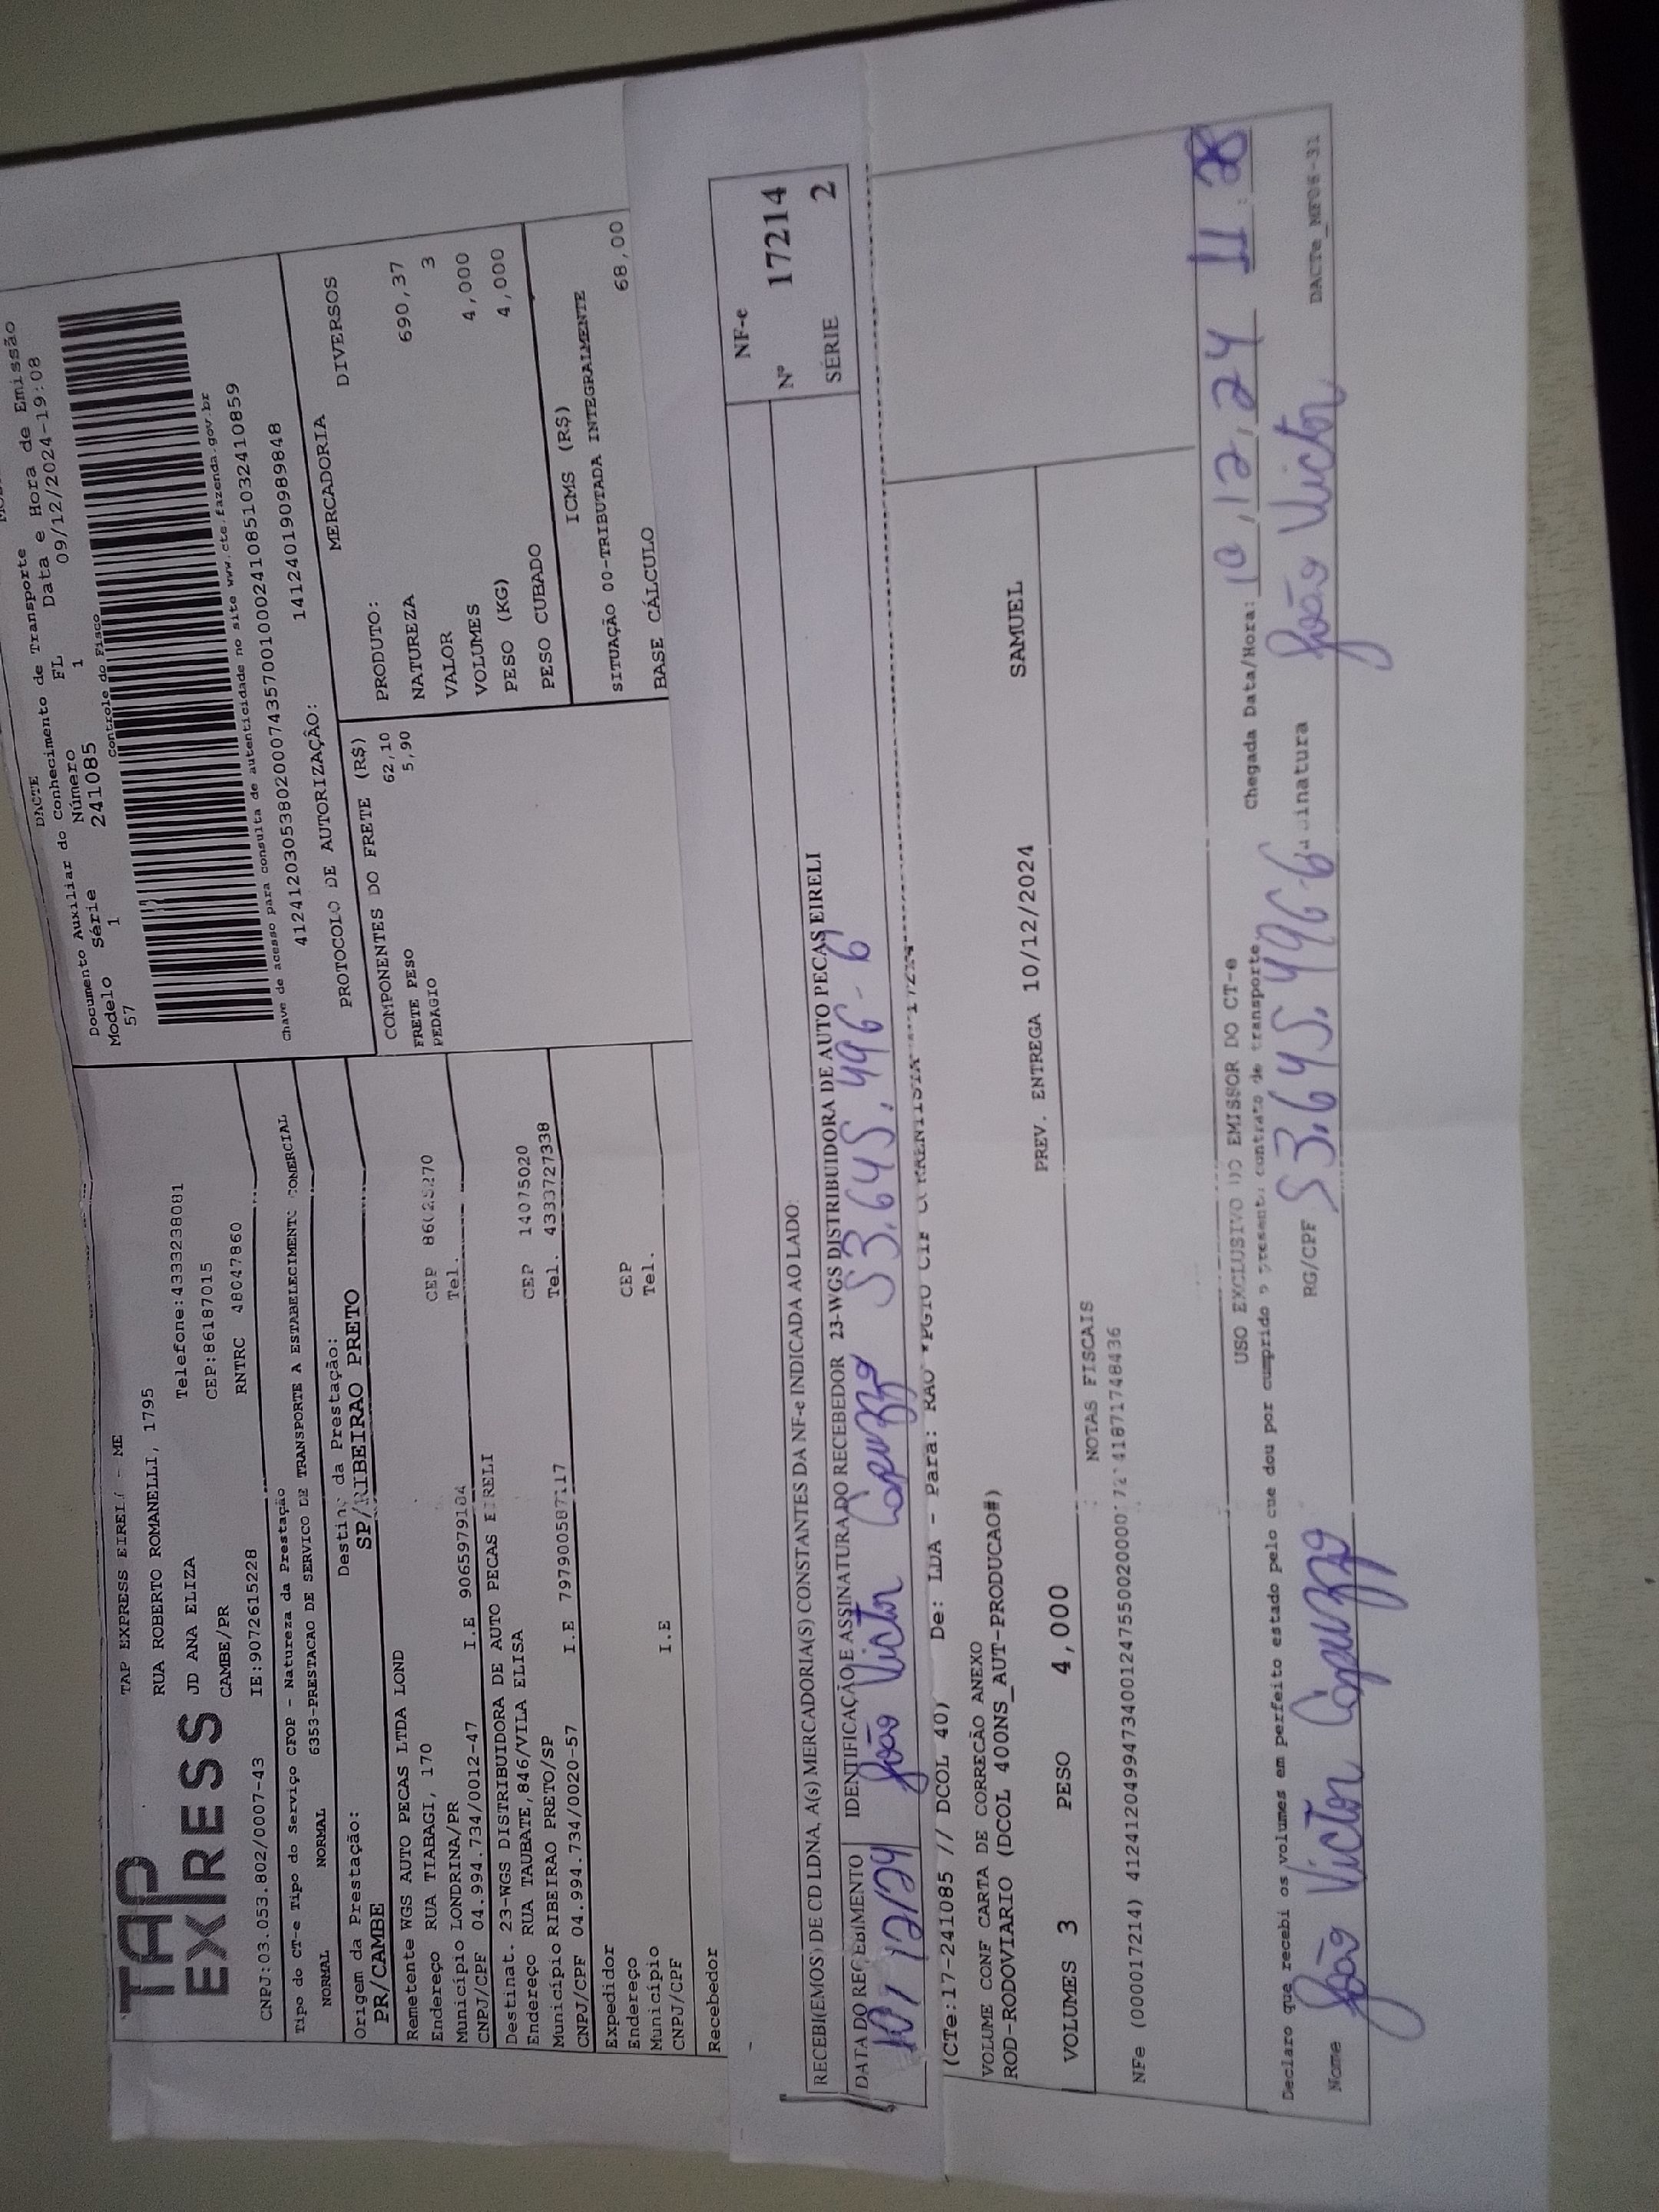 TAP
EXPRESS
TAP EXPRESS EIRELI - ME
RUA ROBERTO ROMANELLI, 1795
JD ANA ELIZA Telefone:4333238081
CAMBE/PR CEP:86187015
CNPJ:03.053.802/0007-43 IE:9072615228 RNTRC 48047860
DACTE
Documento Auxiliar do Conhecimento de Transporte
Modelo Série Número FL Data e Hora de Emissão
57 1 241085 1 09/12/2024-19:08
Controle do Fisco
Chave de acesso para consulta de autenticidade no site www.cte.fazenda.gov.br
41241203053802000743570010002410851032410859
PROTOCOLO DE AUTORIZAÇÃO: 141240190989848
Tipo do CT-e Tipo do Serviço CFOP - Natureza da Prestação
NORMAL NORMAL 6353-PRESTACAO DE SERVICO DE TRANSPORTE A ESTABELECIMENTO COMERCIAL
Origem da Prestação: Destino da Prestação:
PR/CAMBE SP/RIBEIRAO PRETO
Remetente WGS AUTO PECAS LTDA LOND
Endereço RUA TIABAGI, 170 CEP
Município LONDRINA/PR Tel.
CNPJ/CPF 04.994.734/0012-47 I.E 9065979104
Destinat. 23-WGS DISTRIBUIDORA DE AUTO PECAS EIRELI
Endereço RUA TAUBATE,846/VILA ELISA CEP 14075020
Município RIBEIRAO PRETO/SP Tel. 4333727338
CNPJ/CPF 04.994.734/0020-57 I.E 797900587117
Expedidor
Endereço CEP
Município Tel.
CNPJ/CPF I.E
Recebedor
COMPONENTES DO FRETE (R$)
FRETE PESO 62,10
PEDAGIO 5,90
MERCADORIA
PRODUTO: DIVERSOS
NATUREZA
VALOR 690,37
VOLUMES 3
PESO (KG) 4,000
PESO CUBADO 4,000
ICMS (R$)
SITUAÇÃO 00-TRIBUTADA INTEGRALMENTE
BASE CÁLCULO 68,00
RECEBI(EMOS) DE CD LDNA, A(s) MERCADORIA(S) CONSTANTES DA NF-e INDICADA AO LADO:
DATA DO RECEBIMENTO IDENTIFICAÇÃO E ASSINATURA DO RECEBEDOR 23-WGS DISTRIBUIDORA DE AUTO PECAS EIRELI
10/12/24 João Victor Capuzzo 53.645.496-6
NF-e
Nº 17214
SÉRIE 2
(CTe:17-241085 // DCOL 40) De: LDA - Para: RAO
VOLUME CONF CARTA DE CORREÇÃO ANEXO
ROD-RODOVIARIO (DCOL 400NS_AUT-PRODUCAO#) SAMUEL
VOLUMES 3 PESO 4,000 PREV. ENTREGA 10/12/2024
NOTAS FISCAIS
NFe (000017214)
USO EXCLUSIVO DO EMISSOR DO CT-e
Declaro que recebi os volumes em perfeito estado pelo que dou por cumprido o presente contrato de transporte
Chegada Data/Hora: 10,12,24 11:28
Nome João Victor Capuzzo RG/CPF 53.645.496-6 Assinatura João Victor
DACTe_MF06-31